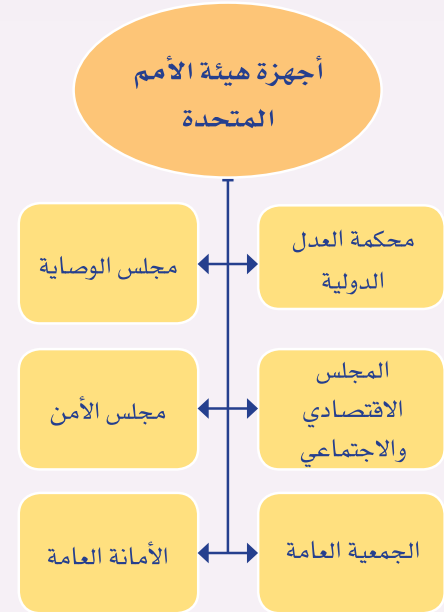 أجهزة هيئة الأمم
المتحدة
محكمة العدل
الدولية
مجلس الوصاية
المجلس
الاقتصادي
والاجتماعي
مجلس الأمن
الجمعية العامة
الأمانة العامة